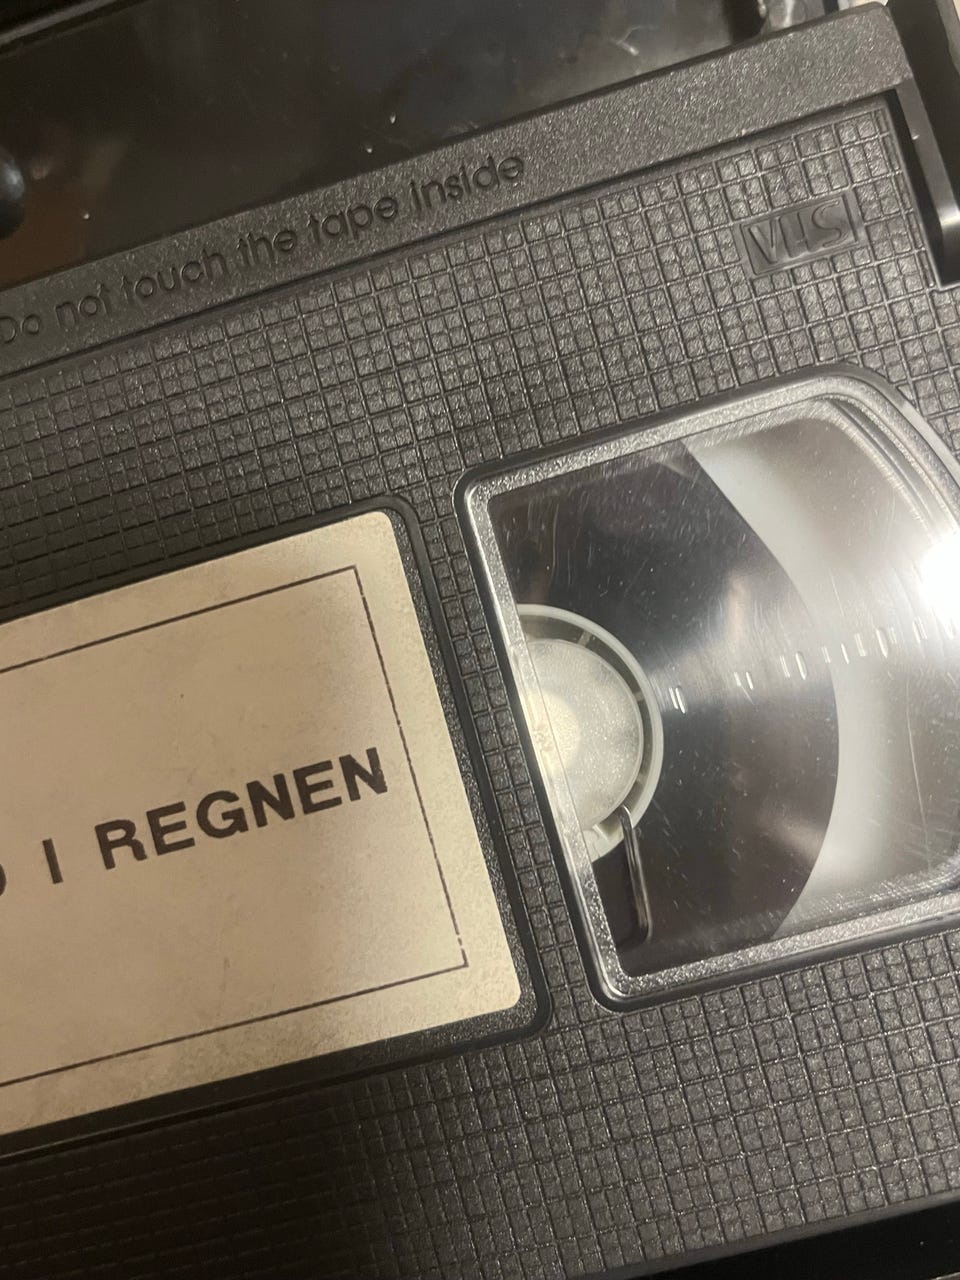 Do not touch the tape inside
VHS
I REGNEN